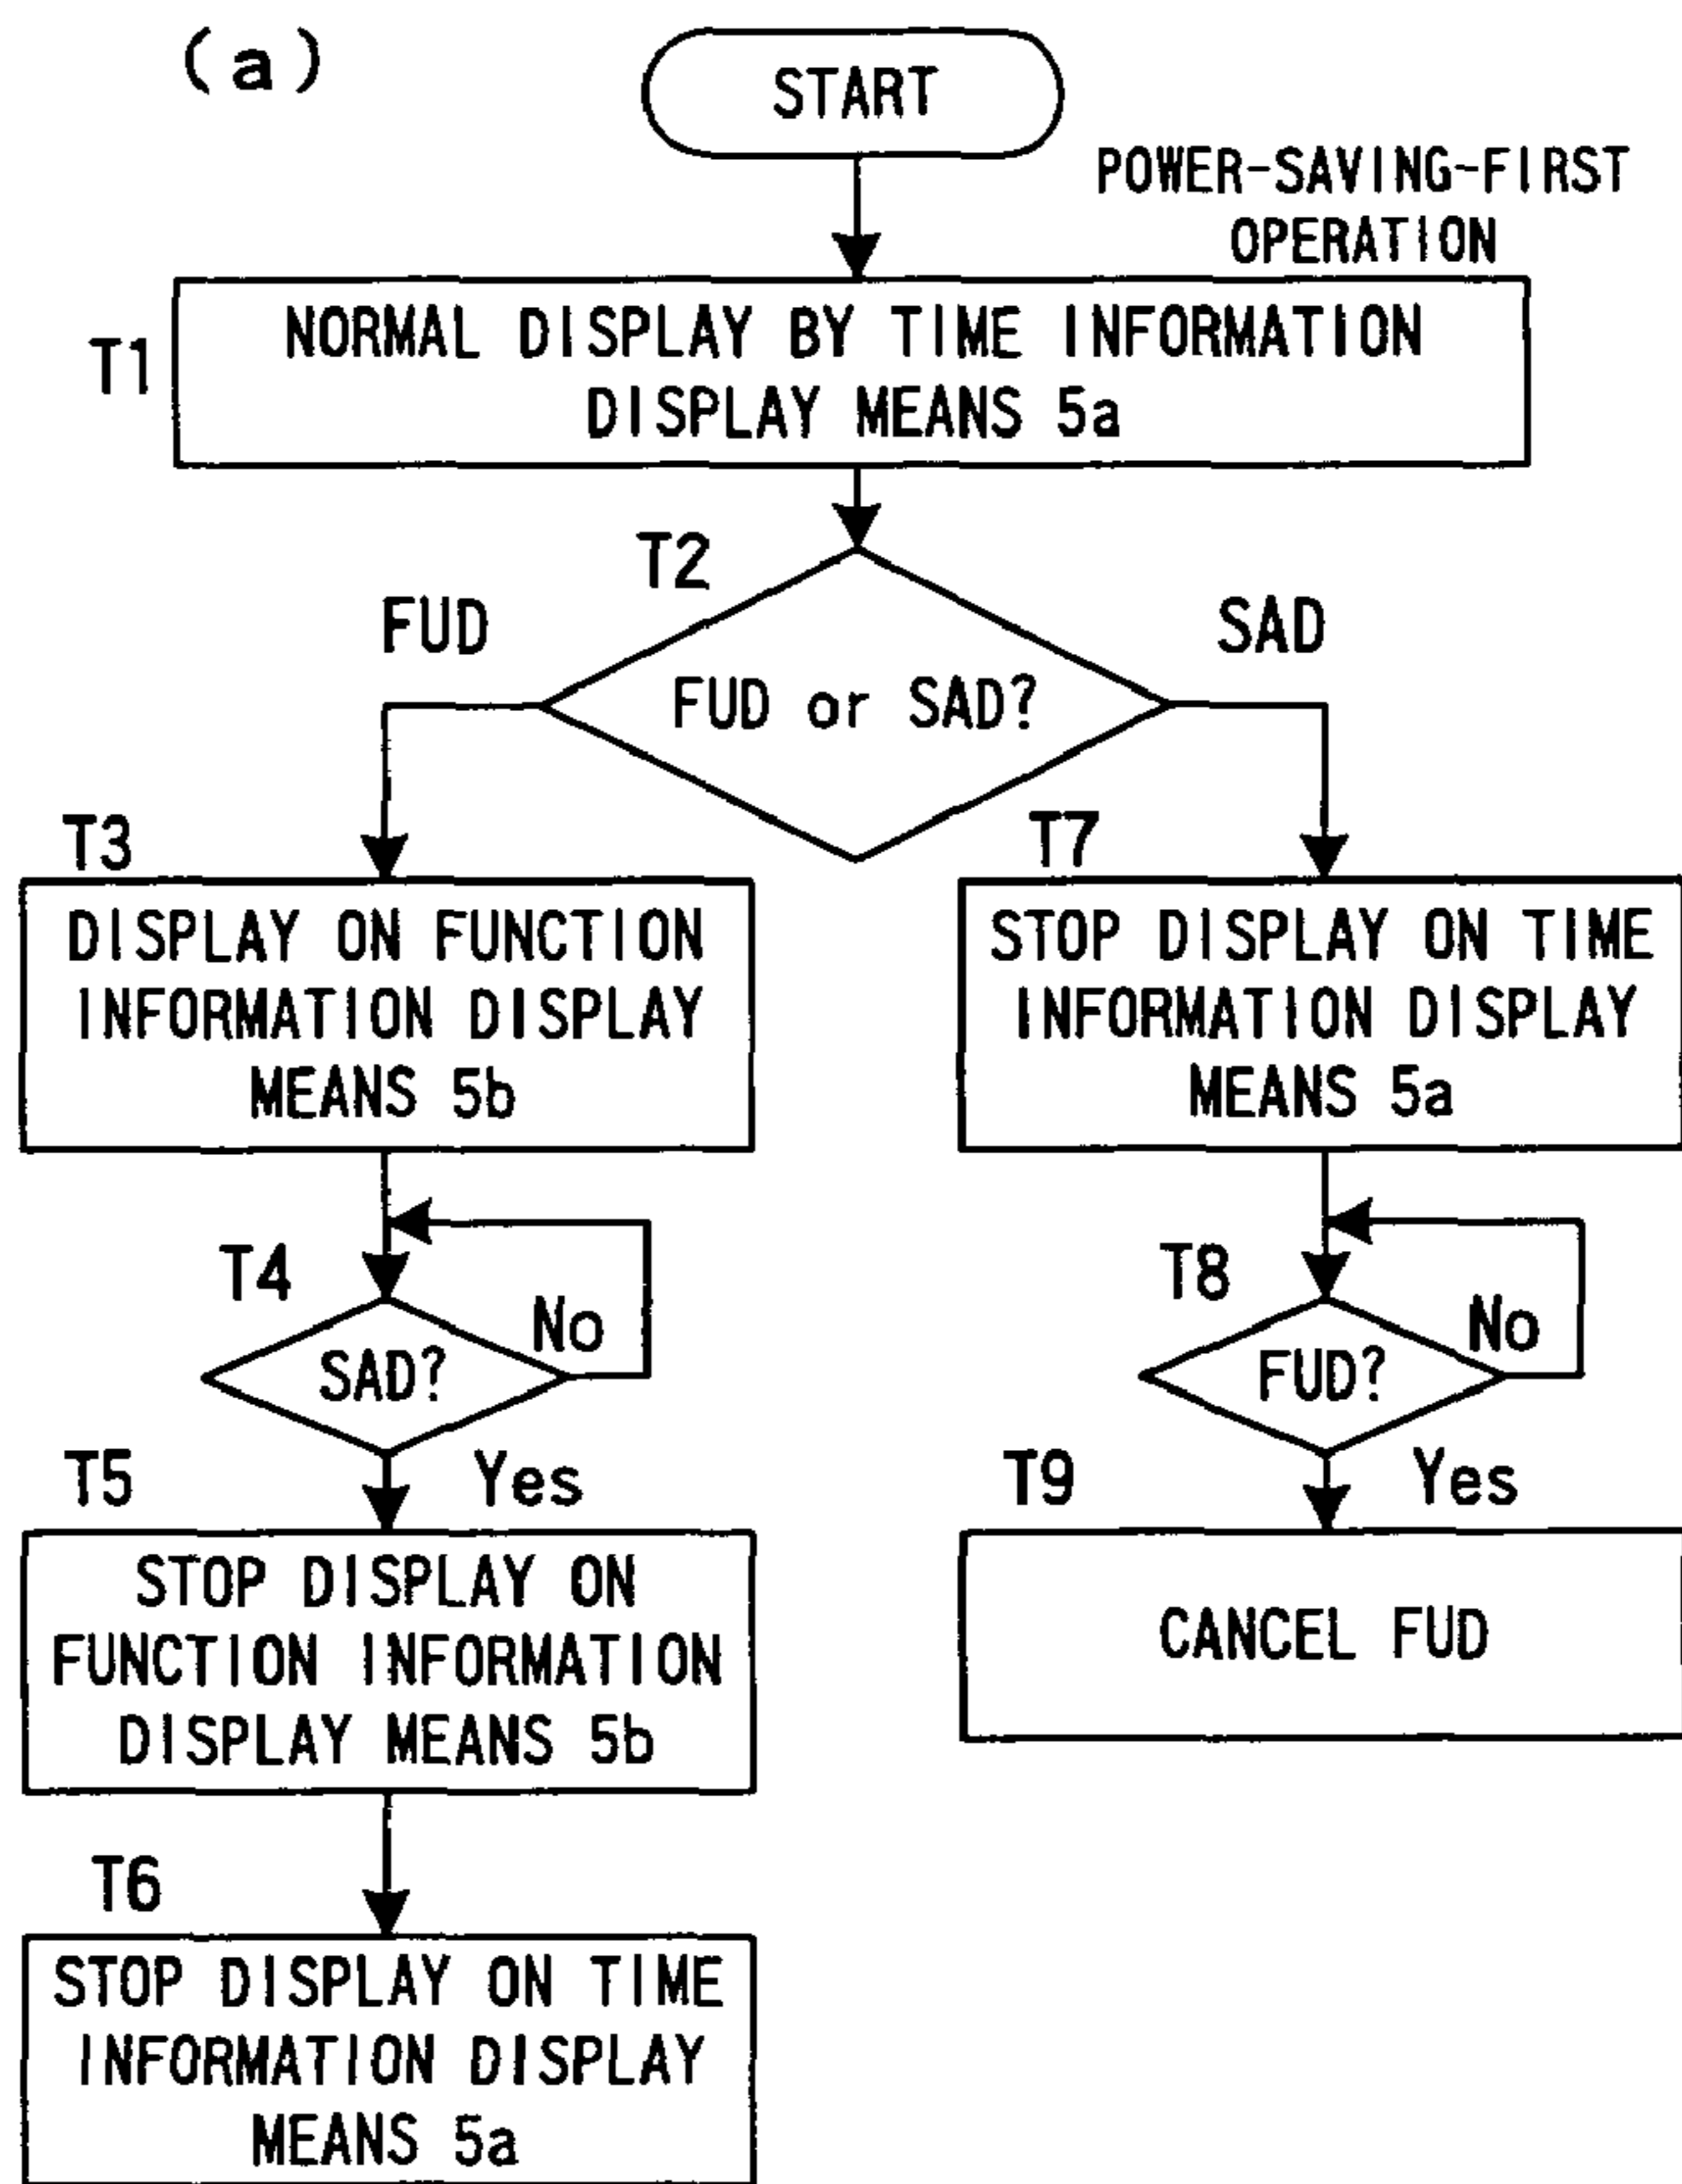 (a)
START
POWER-SAVING-FIRST
OPERATION
T1
NORMAL DISPLAY BY TIME INFORMATION
DISPLAY MEANS 5a
T2
FUD
SAD
FUD or SAD?
T3
DISPLAY ON FUNCTION
INFORMATION DISPLAY
MEANS 5b
T7
STOP DISPLAY ON TIME
INFORMATION DISPLAY
MEANS 5a
T4
SAD?
No
T8
FUD?
No
T5
Yes
STOP DISPLAY ON
FUNCTION INFORMATION
DISPLAY MEANS 5b
T9
Yes
CANCEL FUD
T6
STOP DISPLAY ON TIME
INFORMATION DISPLAY
MEANS 5a